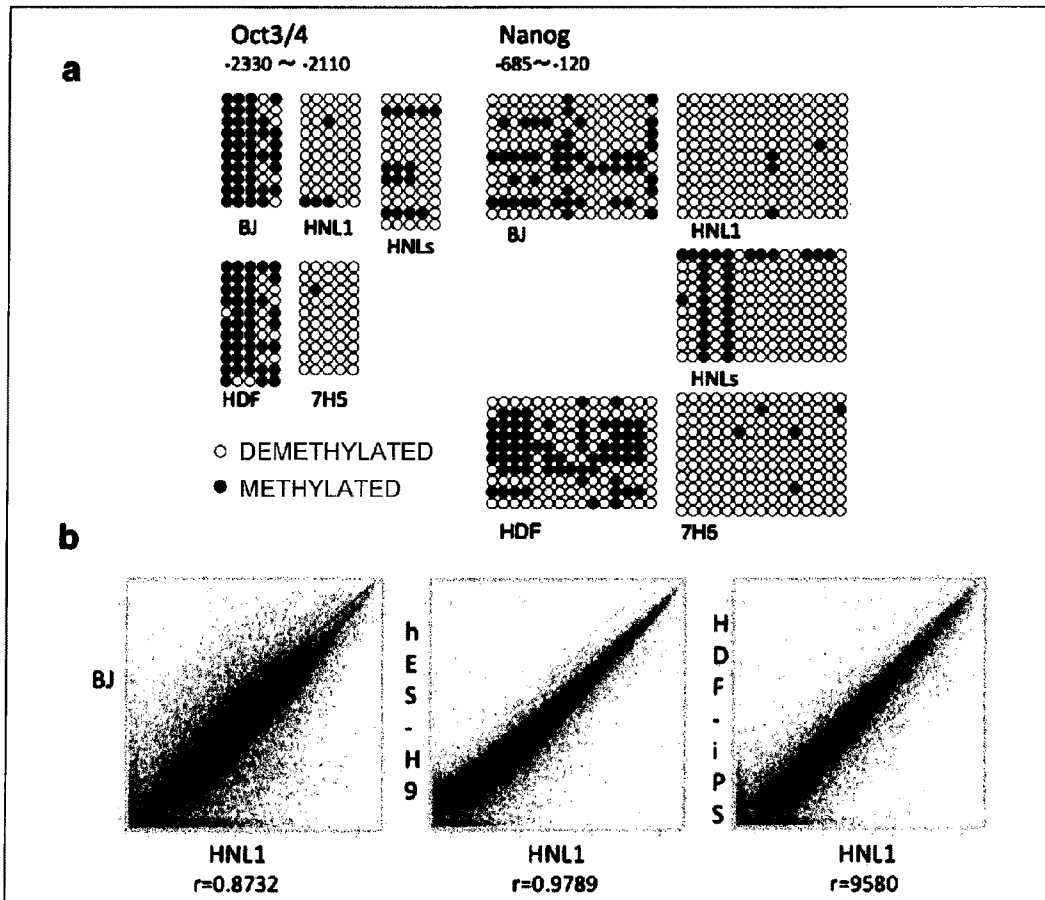 a
Oct3/4
-2330 ~ -2110
Nanog
-685~-120
BJ
HNL1
HNLs
BJ
HNL1
HDF
7H5
HNLs
DEMETHYLATED
METHYLATED
HDF
7H5
b
BJ
HNL1
r=0.8732
hES-H9
HNL1
r=0.9789
HDF-iPS
HNL1
r=9580